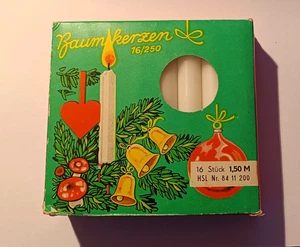 Baumkerzen
16/250
16 Stück 1,50 M
HSL Nr. 84 11 200